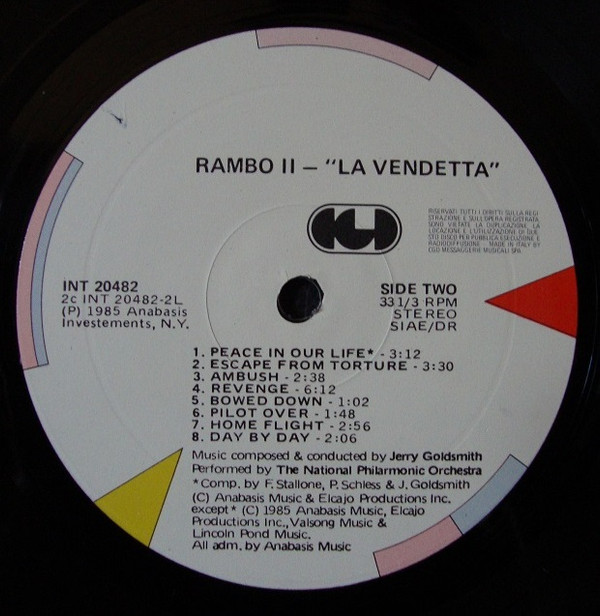 RAMBO II – "LA VENDETTA"
RISERVATI TUTTI I DIRITTI SULLA REGI
STRAZIONE E SULL'OPERA REGISTRATA
SONO VIETATE LA DUPLICAZIONE LA
LOCAZIONE E L'UTILIZZAZIONE DI QUE
STO DISCO PER PUBBLICA ESECUZIONE E
RADIODIFFUSIONE MADE IN ITALY BY
CGD MESSAGGERIE MUSICALI SPA
INT 20482
2c INT 20482-2L
(P) 1985 Anabasis
Investements, N.Y.
SIDE TWO
33 1/3 RPM
STEREO
SIAE/DR
1. PEACE IN OUR LIFE* - 3:12
2. ESCAPE FROM TORTURE - 3:30
3. AMBUSH - 2:38
4. REVENGE - 6:12
5. BOWED DOWN - 1:02
6. PILOT OVER - 1:48
7. HOME FLIGHT - 2:56
8. DAY BY DAY - 2:06
Music composed & conducted by Jerry Goldsmith
Performed by The National Philarmonic Orchestra
*Comp. by F. Stallone, P. Schless & J. Goldsmith
(C) Anabasis Music & Elcajo Productions Inc.
except* (C) 1985 Anabasis Music, Elcajo
Productions Inc., Valsong Music &
Lincoln Pond Music.
All adm. by Anabasis Music